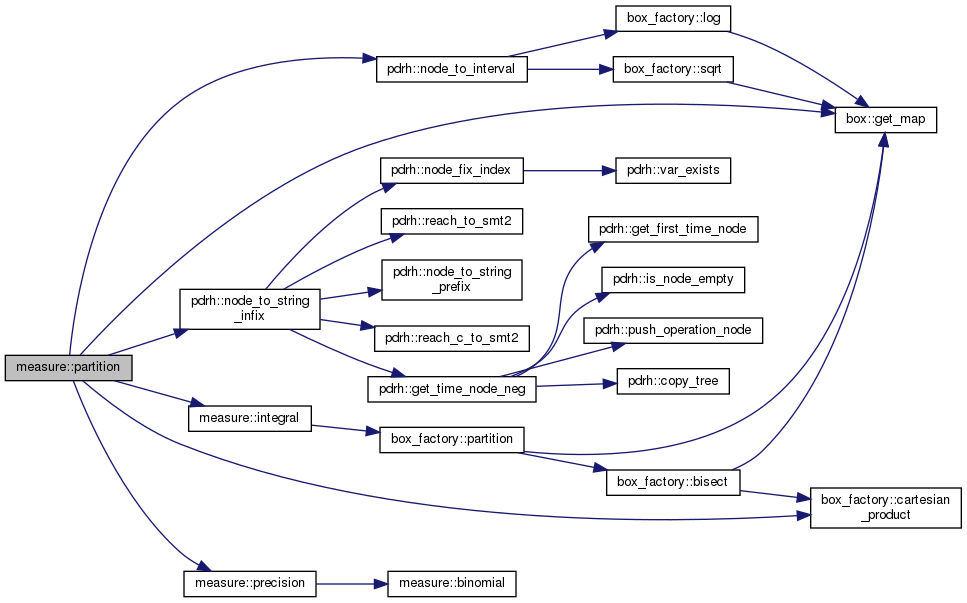 box_factory::log
pdrh::node_to_interval
box_factory::sqrt
box::get_map
pdrh::node_fix_index
pdrh::var_exists
pdrh::reach_to_smt2
pdrh::get_first_time_node
pdrh::node_to_string
_prefix
pdrh::is_node_empty
pdrh::node_to_string
_infix
pdrh::push_operation_node
pdrh::reach_c_to_smt2
measure::partition
pdrh::get_time_node_neg
pdrh::copy_tree
measure::integral
box_factory::partition
box_factory::bisect
box_factory::cartesian
_product
measure::precision
measure::binomial